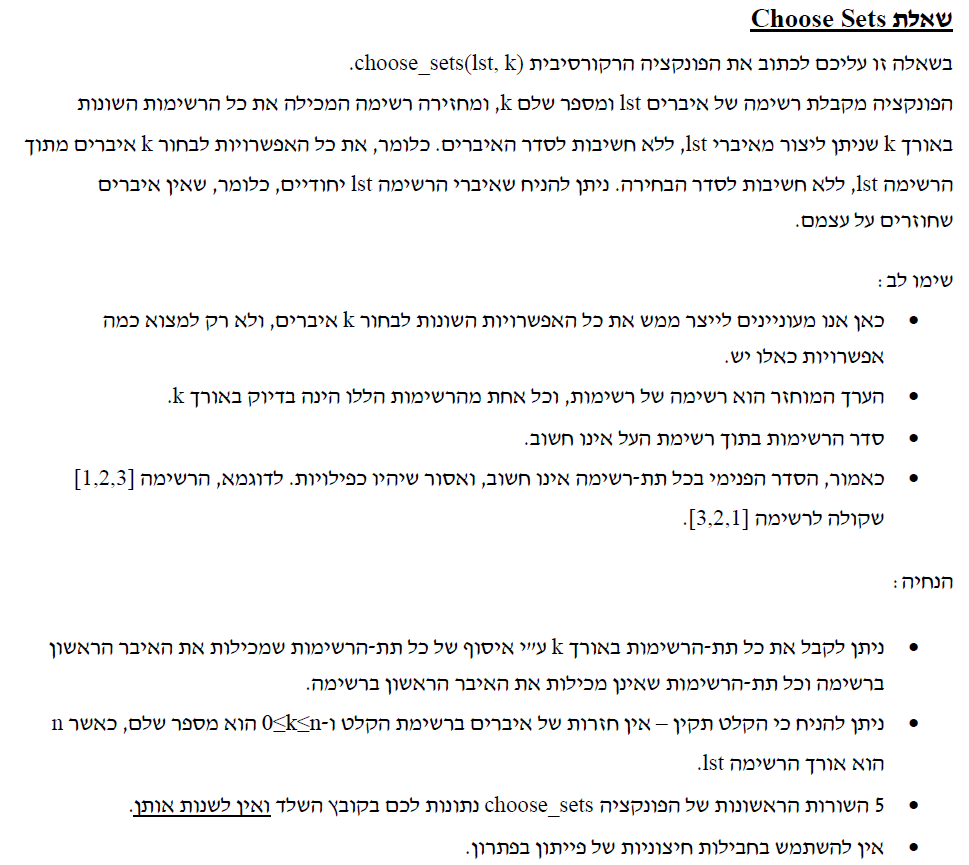 שאלת Choose Sets
בשאלה זו עליכם לכתוב את הפונקציה הרקורסיבית choose_sets(lst, k).
הפונקציה מקבלת רשימה של איברים lst ומספר שלם k, ומחזירה רשימה המכילה את כל הרשימות השונות
באורך k שניתן ליצור מאיברי lst, ללא חשיבות לסדר האיברים. כלומר, את כל האפשרויות לבחור k איברים מתוך
הרשימה lst, ללא חשיבות לסדר הבחירה. ניתן להניח שאיברי הרשימה lst יחודיים, כלומר, שאין איברים
שחוזרים על עצמם.
שימו לב:
• כאן אנו מעוניינים לייצר ממש את כל האפשרויות השונות לבחור k איברים, ולא רק למצוא כמה
אפשרויות כאלו יש.
• הערך המוחזר הוא רשימה של רשימות, וכל אחת מהרשימות הללו הינה בדיוק באורך k.
• סדר הרשימות בתוך רשימת העל אינו חשוב.
• כאמור, הסדר הפנימי בכל תת-רשימה אינו חשוב, ואסור שיהיו כפילויות. לדוגמא, הרשימה [1,2,3]
שקולה לרשימה [3,2,1].
הנחיה:
• ניתן לקבל את כל תת-הרשימות באורך k ע״י איסוף של כל תת-הרשימות שמכילות את האיבר הראשון
ברשימה וכל תת-הרשימות שאינן מכילות את האיבר הראשון ברשימה.
• ניתן להניח כי הקלט תקין – אין חזרות של איברים ברשימת הקלט ו-0≤k≤n הוא מספר שלם, כאשר n
הוא אורך הרשימה lst.
• 5 השורות הראשונות של הפונקציה choose_sets נתונות לכם בקובץ השלד ואין לשנות אותן.
• אין להשתמש בחבילות חיצוניות של פייתון בפתרון.